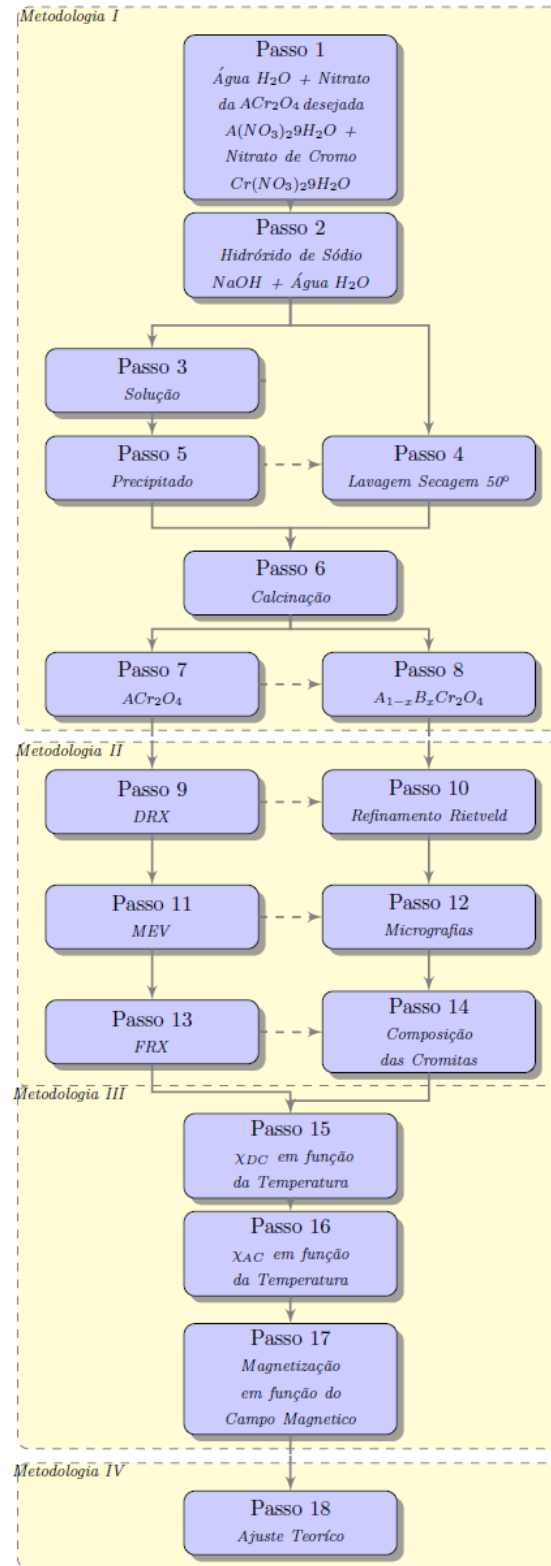 Metodologia I
Passo 1
Água H₂O + Nitrato
da ACr₂O₄ desejada
A(NO₃)₂9H₂O +
Nitrato de Cromo
Cr(NO₃)₂9H₂O
Passo 2
Hidróxido de Sódio
NaOH + Água H₂O
Passo 3
Solução
Passo 5
Precipitado
Passo 4
Lavagem Secagem 50º
Passo 6
Calcinação
Passo 7
ACr₂O₄
Passo 8
A₁₋ₓBₓCr₂O₄
Metodologia II
Passo 9
DRX
Passo 10
Refinamento Rietveld
Passo 11
MEV
Passo 12
Micrografias
Passo 13
FRX
Passo 14
Composição
das Cromitas
Metodologia III
Passo 15
χDC em função
da Temperatura
Passo 16
χAC em função
da Temperatura
Passo 17
Magnetização
em função do
Campo Magnetico
Metodologia IV
Passo 18
Ajuste Teoríco